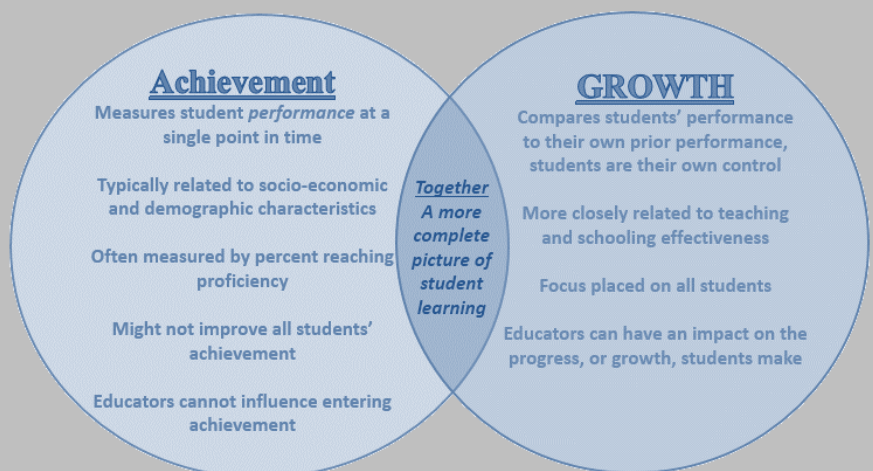 Achievement
Measures student performance at a
single point in time
Typically related to socio-economic
and demographic characteristics
Often measured by percent reaching
proficiency
Might not improve all students’
achievement
Educators cannot influence entering
achievement
Together
A more
complete
picture of
student
learning
GROWTH
Compares students’ performance
to their own prior performance,
students are their own control
More closely related to teaching
and schooling effectiveness
Focus placed on all students
Educators can have an impact on the
progress, or growth, students make